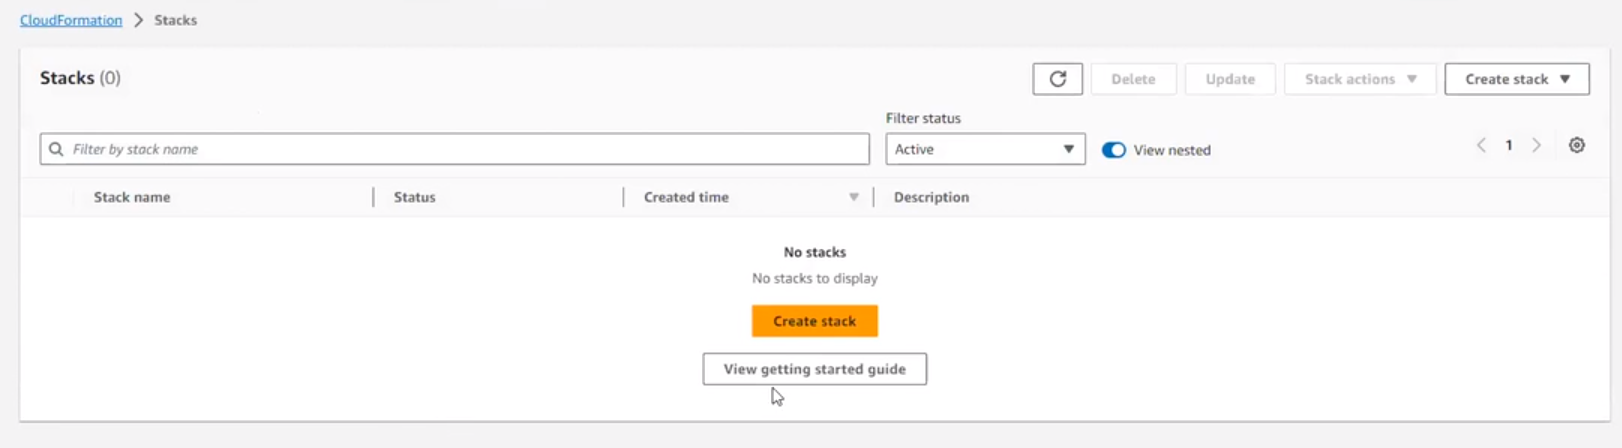 CloudFormation > Stacks
Stacks (0)
Delete
Update
Stack actions
Create stack
Filter status
Filter by stack name
Active
View nested
1
Stack name
Status
Created time
Description
No stacks
No stacks to display
Create stack
View getting started guide